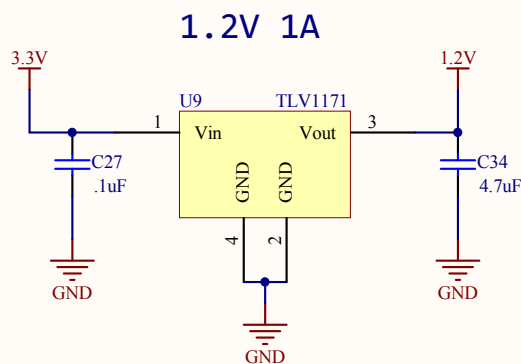 1.2V 1A
3.3V
1.2V
U9
TLV1171
1
Vin
Vout
3
C27
.1uF
GND
GND
C34
4.7uF
4
2
GND
GND
GND